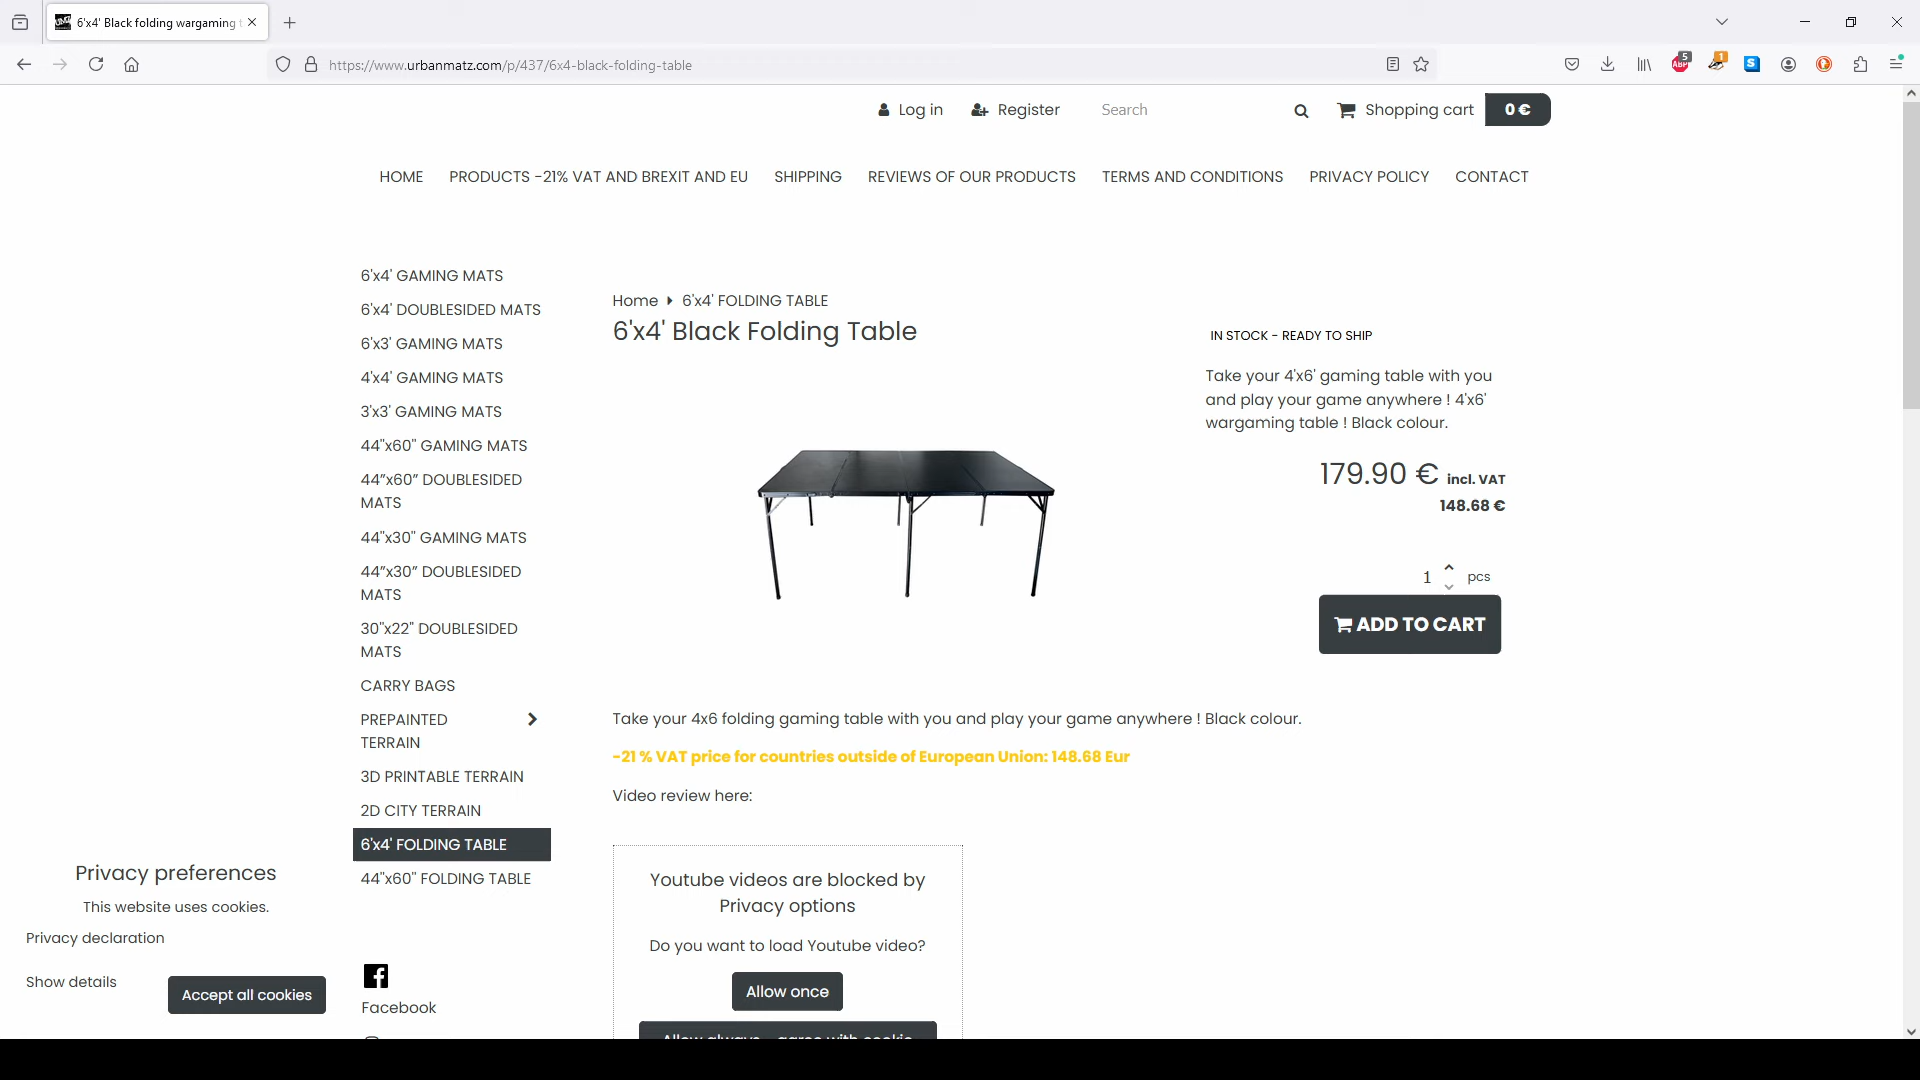 6'x4' Black folding wargaming
https://www.urbanmatz.com/p/437/6x4-black-folding-table
ABP
5
1
S
Log in
Register
Search
Shopping cart
0 €
HOME
PRODUCTS -21% VAT AND BREXIT AND EU
SHIPPING
REVIEWS OF OUR PRODUCTS
TERMS AND CONDITIONS
PRIVACY POLICY
CONTACT
6'x4' GAMING MATS
6'x4' DOUBLESIDED MATS
6'x3' GAMING MATS
4'x4' GAMING MATS
3'x3' GAMING MATS
44"x60" GAMING MATS
44”x60” DOUBLESIDED
MATS
44"x30" GAMING MATS
44”x30” DOUBLESIDED
MATS
30"x22" DOUBLESIDED
MATS
CARRY BAGS
PREPAINTED
TERRAIN
3D PRINTABLE TERRAIN
2D CITY TERRAIN
6'x4' FOLDING TABLE
44"x60" FOLDING TABLE
Facebook
Home
6'x4' FOLDING TABLE
6'x4' Black Folding Table
IN STOCK - READY TO SHIP
Take your 4'x6' gaming table with you
and play your game anywhere ! 4'x6'
wargaming table ! Black colour.
179.90 € incl. VAT
148.68 €
1 pcs
ADD TO CART
Take your 4x6 folding gaming table with you and play your game anywhere ! Black colour.
-21 % VAT price for countries outside of European Union: 148.68 Eur
Video review here:
Youtube videos are blocked by
Privacy options
Do you want to load Youtube video?
Allow once
Allow always - agree with cookie
Privacy preferences
This website uses cookies.
Privacy declaration
Show details
Accept all cookies